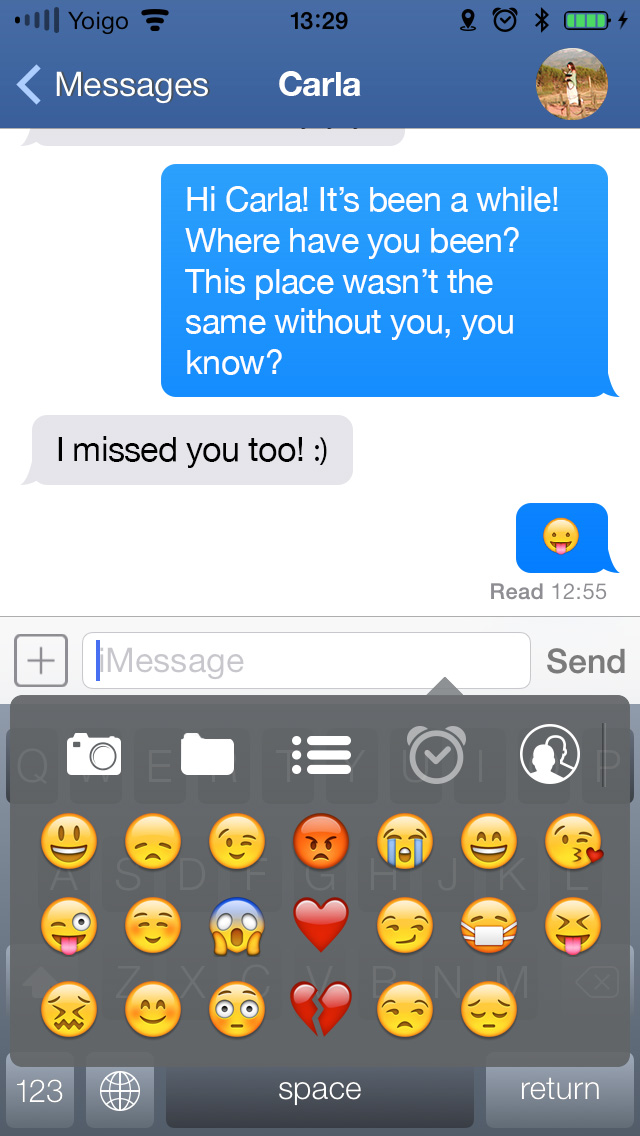 Yoigo 13:29
Messages Carla
Hi Carla! It’s been a while!
Where have you been?
This place wasn’t the
same without you, you
know?
I missed you too! :)
Read 12:55
iMessage Send
Q W E R T Y U I P
A S D F G H J K L
Z X C V B N M
123 space return